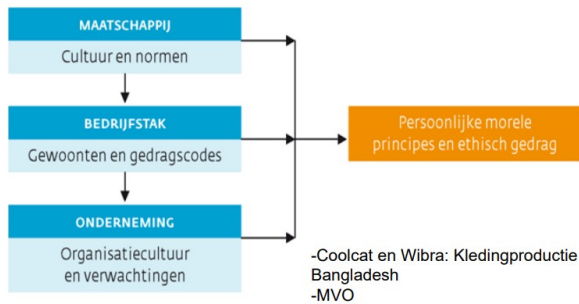 MAATSCHAPPIJ
Cultuur en normen
BEDRIJFSTAK
Gewoonten en gedragscodes
ONDERNEMING
Organisatiecultuur
en verwachtingen
Persoonlijke morele
principes en ethisch gedrag
-Coolcat en Wibra: Kledingproductie
Bangladesh
-MVO